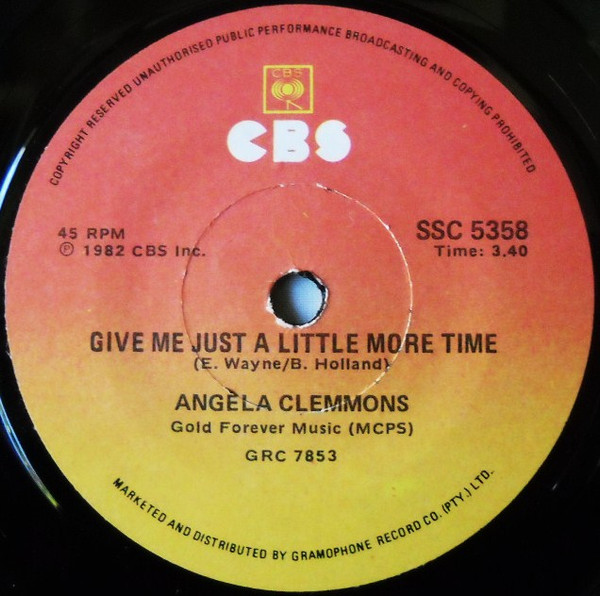 COPYRIGHT RESERVED UNAUTHORISED PUBLIC PERFORMANCE BROADCASTING AND COPYING PROHIBITED
CBS
CBS
45 RPM
℗ 1982 CBS Inc.
SSC 5358
Time: 3.40
GIVE ME JUST A LITTLE MORE TIME
(E. Wayne/B. Holland)
ANGELA CLEMMONS
Gold Forever Music (MCPS)
GRC 7853
MARKETED AND DISTRIBUTED BY GRAMOPHONE RECORD CO. (PTY.) LTD.